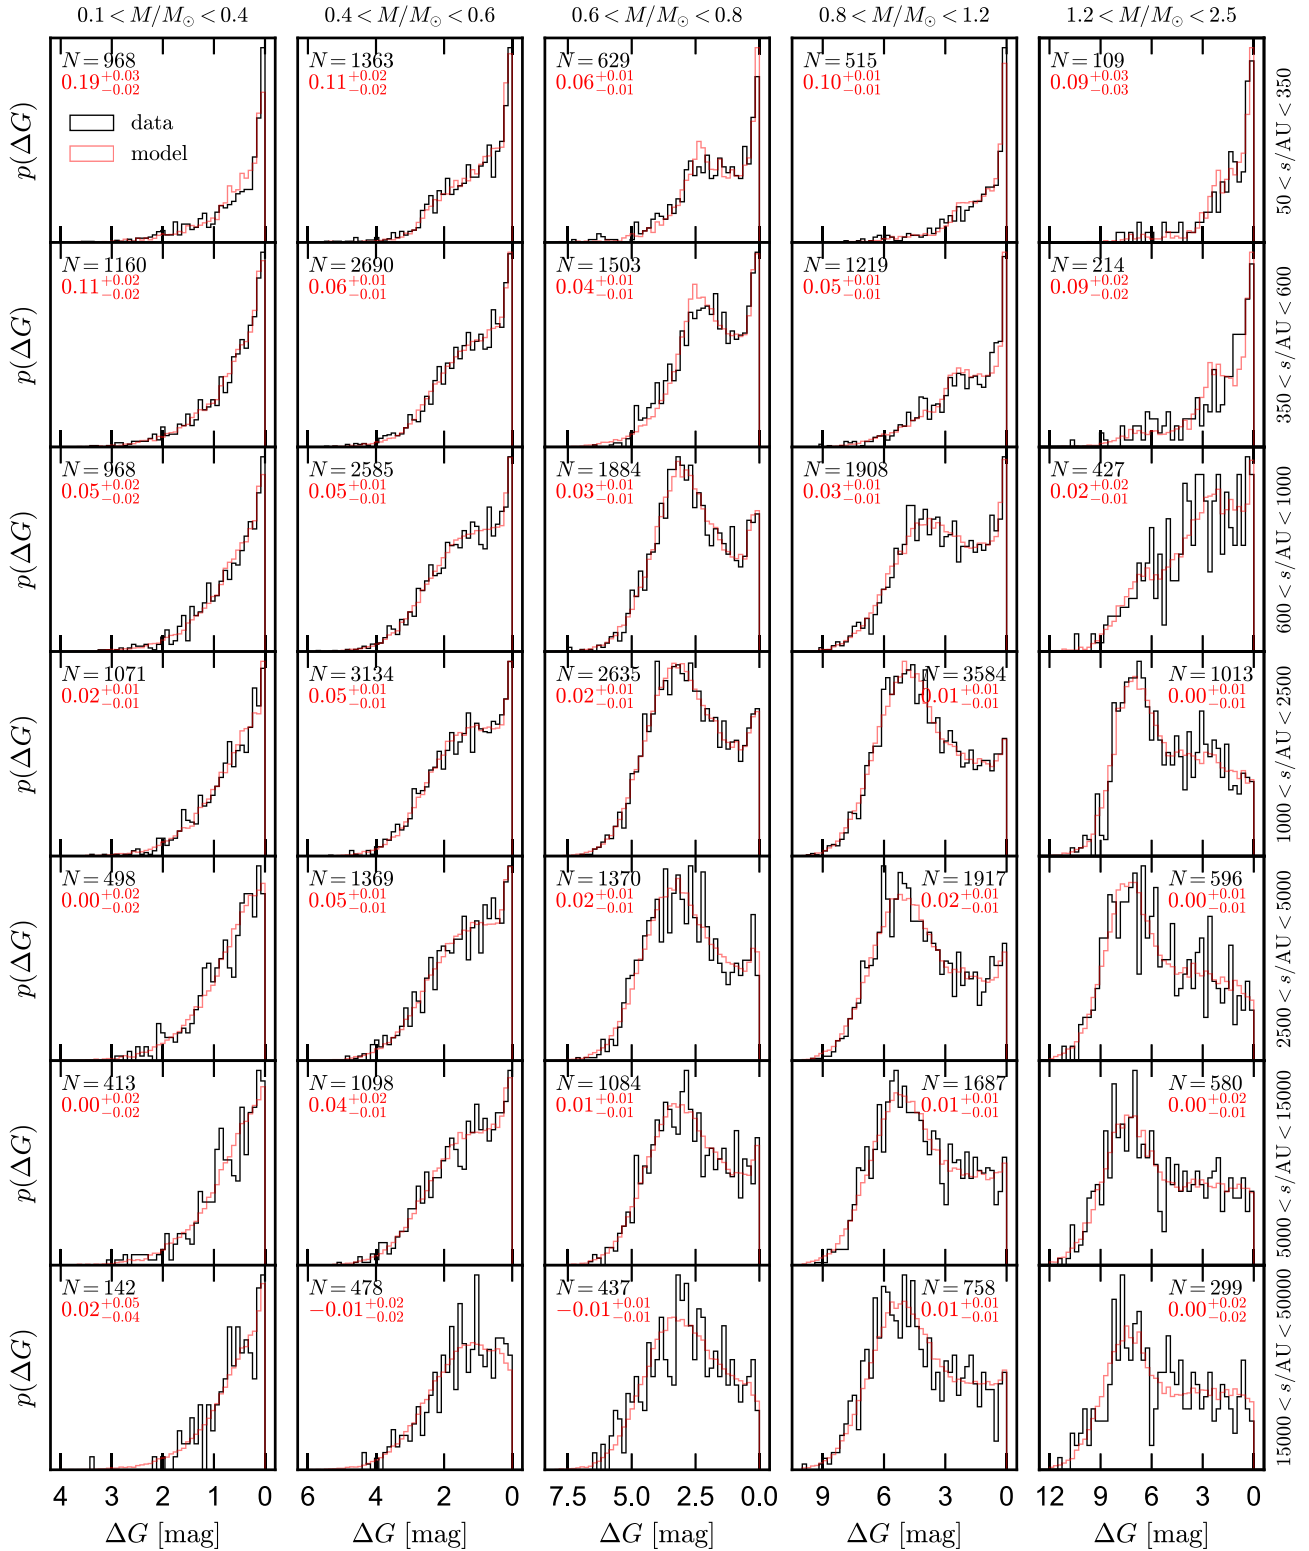 0.1 < M/M⊙ < 0.4 0.4 < M/M⊙ < 0.6 0.6 < M/M⊙ < 0.8 0.8 < M/M⊙ < 1.2 1.2 < M/M⊙ < 2.5
p(ΔG)
N = 968
0.19 +0.03 −0.02
data
model
N = 1363
0.11 +0.02 −0.02
N = 629
0.06 +0.01 −0.01
N = 515
0.10 +0.01 −0.01
N = 109
0.09 +0.03 −0.03
50 < s/AU < 350
p(ΔG)
N = 1160
0.11 +0.02 −0.02
N = 2690
0.06 +0.01 −0.01
N = 1503
0.04 +0.01 −0.01
N = 1219
0.05 +0.01 −0.01
N = 214
0.09 +0.02 −0.02
350 < s/AU < 600
p(ΔG)
N = 968
0.05 +0.02 −0.02
N = 2585
0.05 +0.01 −0.01
N = 1884
0.03 +0.01 −0.01
N = 1908
0.03 +0.01 −0.01
N = 427
0.02 +0.02 −0.01
600 < s/AU < 1000
p(ΔG)
N = 1071
0.02 +0.01 −0.01
N = 3134
0.05 +0.01 −0.01
N = 2635
0.02 +0.01 −0.01
N = 3584
0.01 +0.01 −0.01
N = 1013
0.00 +0.01 −0.01
1000 < s/AU < 2500
p(ΔG)
N = 498
0.00 +0.02 −0.02
N = 1369
0.05 +0.01 −0.01
N = 1370
0.02 +0.01 −0.01
N = 1917
0.02 +0.01 −0.01
N = 596
0.00 +0.01 −0.01
2500 < s/AU < 5000
p(ΔG)
N = 413
0.00 +0.02 −0.02
N = 1098
0.04 +0.02 −0.01
N = 1084
0.01 +0.01 −0.01
N = 1687
0.01 +0.01 −0.01
N = 580
0.00 +0.02 −0.01
5000 < s/AU < 15000
p(ΔG)
N = 142
0.02 +0.05 −0.04
N = 478
−0.01 +0.02 −0.02
N = 437
−0.01 +0.01 −0.01
N = 758
0.01 +0.01 −0.01
N = 299
0.00 +0.02 −0.02
15000 < s/AU < 50000
4 3 2 1 0 6 4 2 0 7.5 5.0 2.5 0.0 9 6 3 0 12 9 6 3 0
ΔG [mag] ΔG [mag] ΔG [mag] ΔG [mag] ΔG [mag]